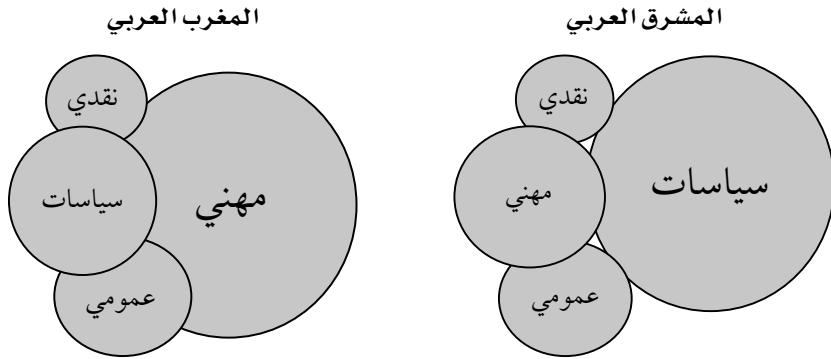 المشرق العربي
نقدي
سياسات
مهني
عمومي
المغرب العربي
نقدي
مهني
سياسات
عمومي